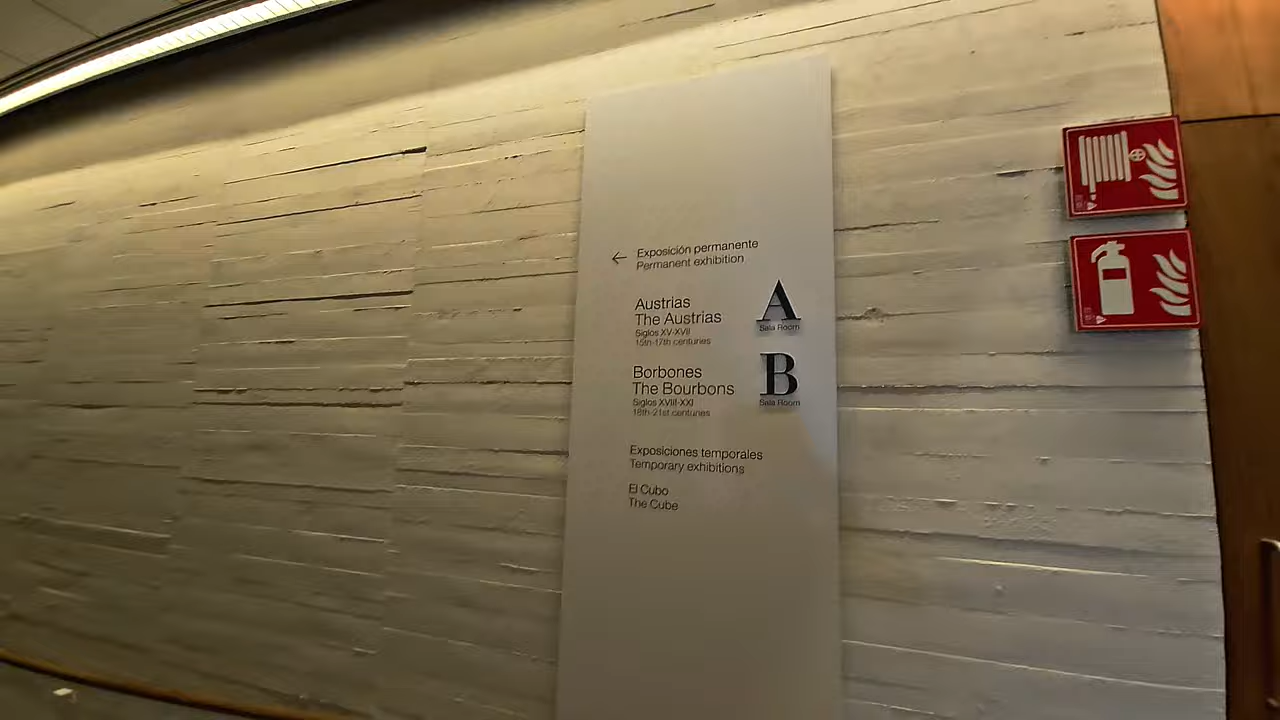 ← Exposición permanente
Permanent exhibition
Austrias
The Austrias
Siglos XV-XVII
15th-17th centuries
A
Sala Room
Borbones
The Bourbons
Siglos XVIII-XXI
18th-21st centuries
B
Sala Room
Exposiciones temporales
Temporary exhibitions
El Cubo
The Cube